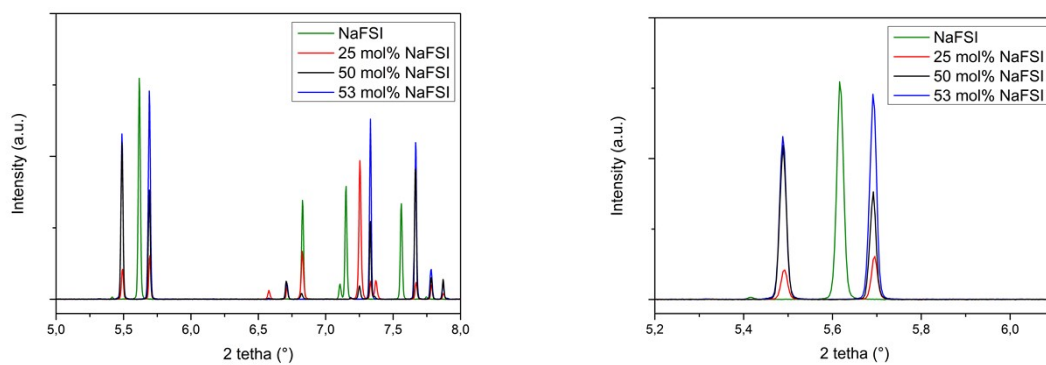 NaFSI
25 mol% NaFSI
50 mol% NaFSI
53 mol% NaFSI
Intensity (a.u.)
5,0 5,5 6,0 6,5 7,0 7,5 8,0
2 tetha (°)
NaFSI
25 mol% NaFSI
50 mol% NaFSI
53 mol% NaFSI
Intensity (a.u.)
5,2 5,4 5,6 5,8 6,0
2 tetha (°)